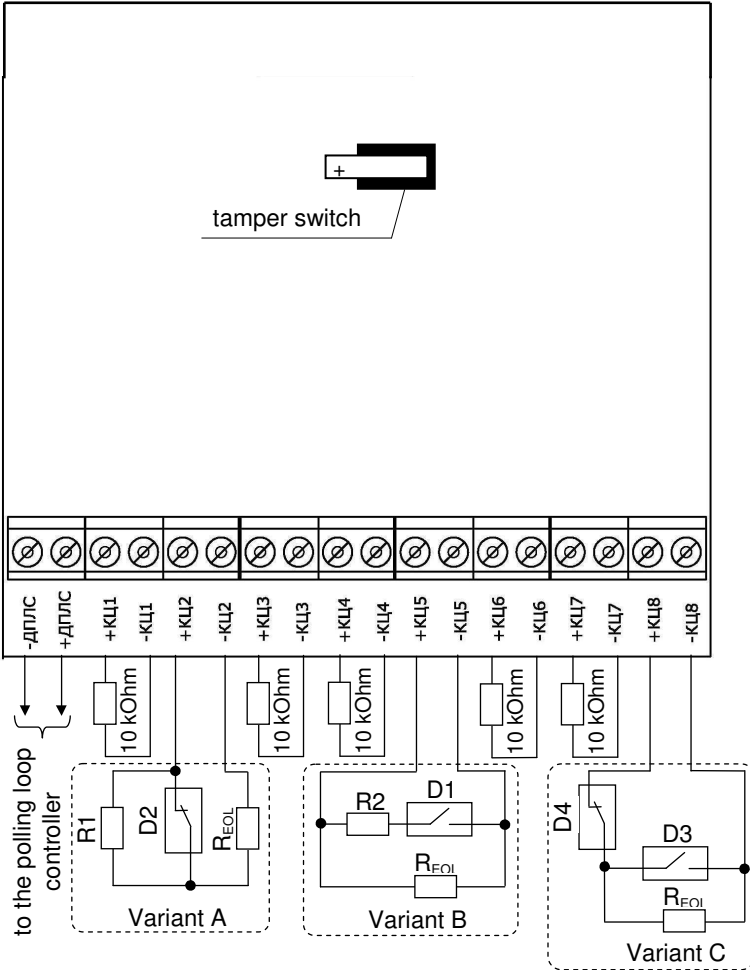 +
tamper switch
-ДПЛС
+ДПЛС
+КЦ1
-КЦ1
+КЦ2
-КЦ2
+КЦ3
-КЦ3
+КЦ4
-КЦ4
+КЦ5
-КЦ5
+КЦ6
-КЦ6
+КЦ7
-КЦ7
+КЦ8
-КЦ8
10 kOhm
10 kOhm
10 kOhm
10 kOhm
10 kOhm
to the polling loop
controller
R1
D2
REOL
Variant A
R2
D1
REOL
Variant B
D4
D3
REOL
Variant C